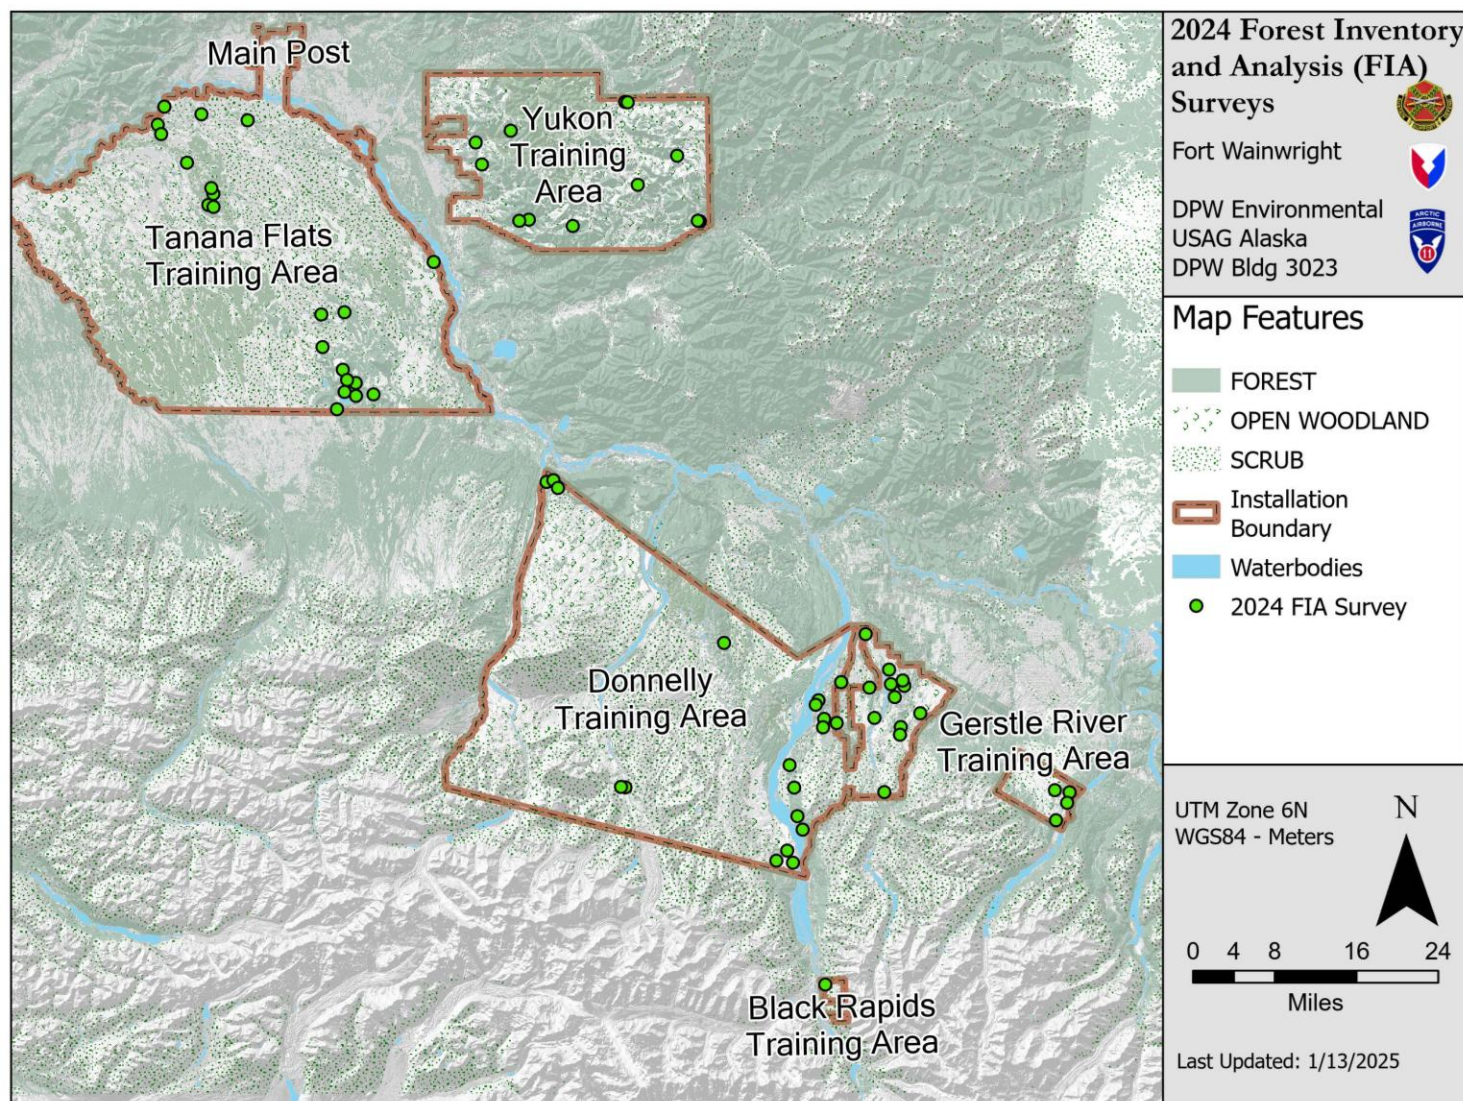 Main Post
Yukon
Training
Area
Tanana Flats
Training Area
Donnelly
Training Area
Gerstle River
Training Area
Black Rapids
Training Area
2024 Forest Inventory
and Analysis (FIA)
Surveys
Fort Wainwright
DPW Environmental
USAG Alaska
DPW Bldg 3023
ARCTIC
AIRBORNE
11
Map Features
FOREST
OPEN WOODLAND
SCRUB
Installation
Boundary
Waterbodies
2024 FIA Survey
UTM Zone 6N
WGS84 - Meters
N
0 4 8 16 24
Miles
Last Updated: 1/13/2025